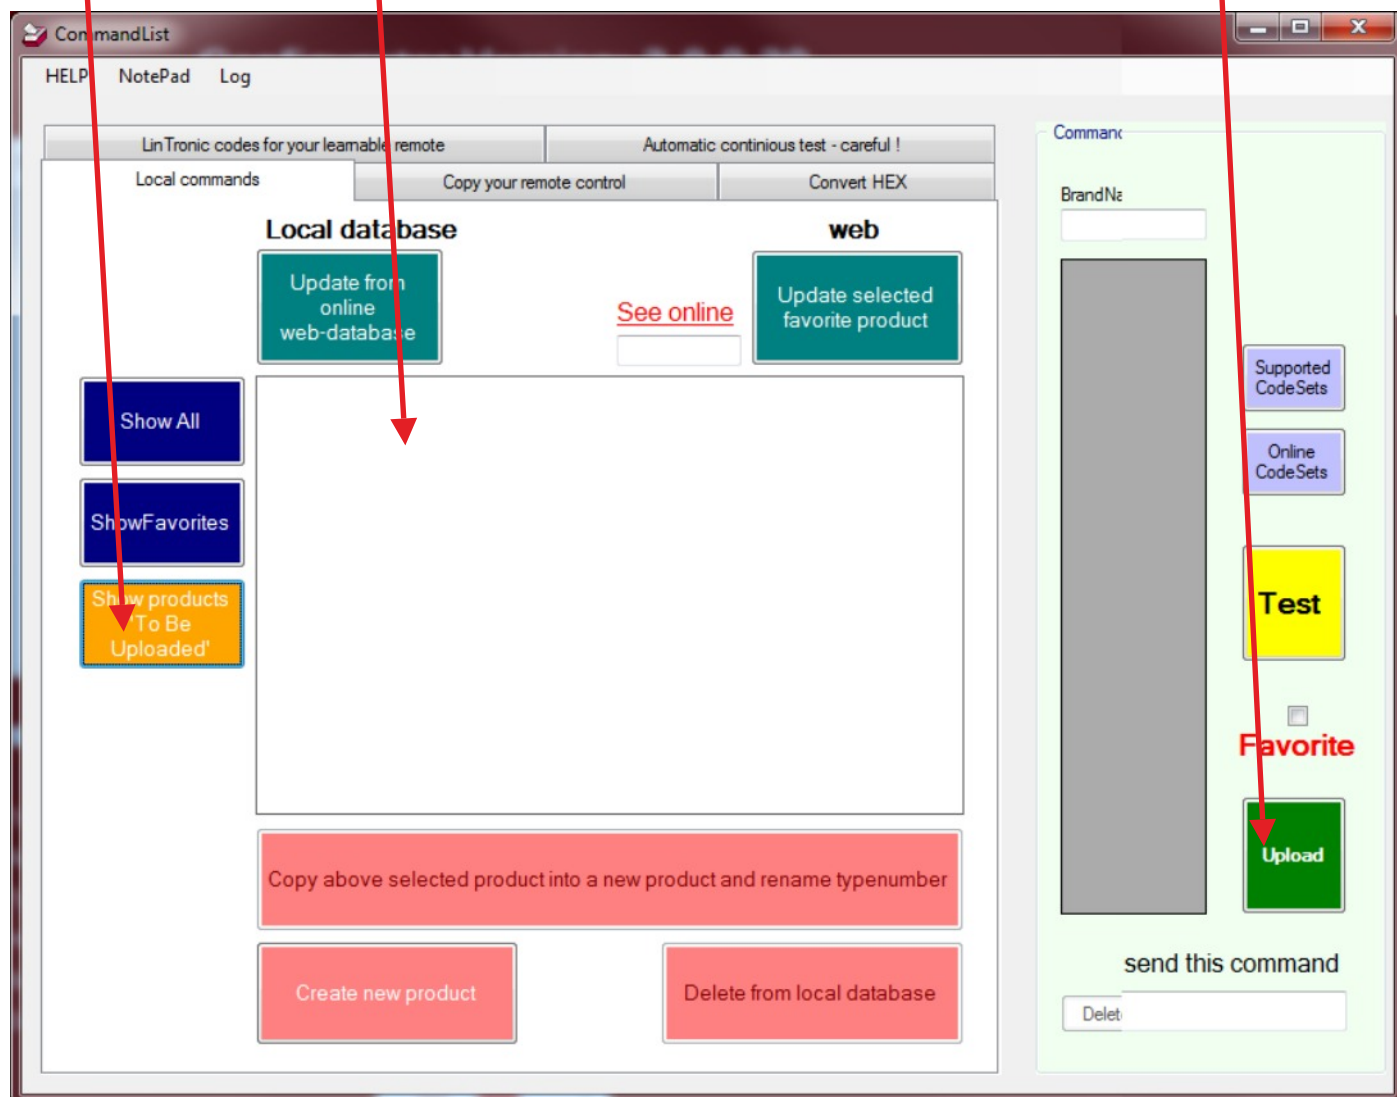 CommandList
HELP NotePad Log
LinTronic codes for your learnable remote
Automatic continious test - careful !
Local commands
Copy your remote control
Convert HEX
Local database
web
Update from
online
web-database
See online
Update selected
favorite product
Show All
ShowFavorites
Show products
'To Be
Uploaded'
Copy above selected product into a new product and rename typenumber
Create new product
Delete from local database
Command
BrandNa
Supported
CodeSets
Online
CodeSets
Test
Favorite
Upload
send this command
Delet